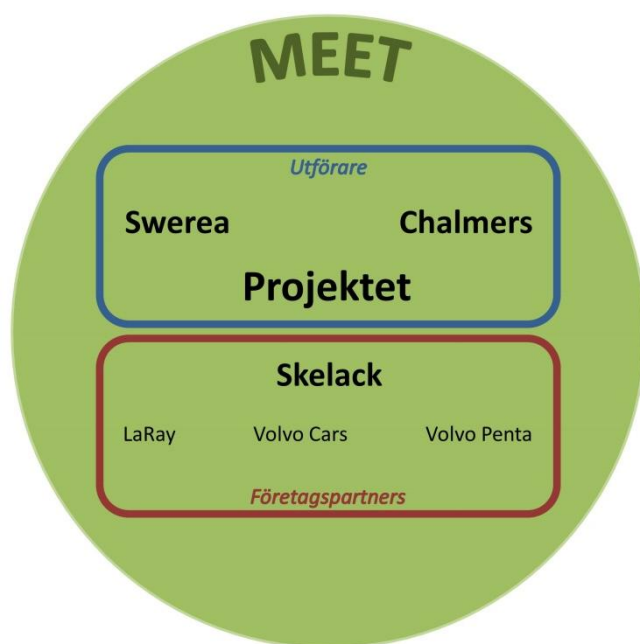 MEET
Utförare
Swerea Chalmers
Projektet
Skelack
LaRay Volvo Cars Volvo Penta
Företagspartners